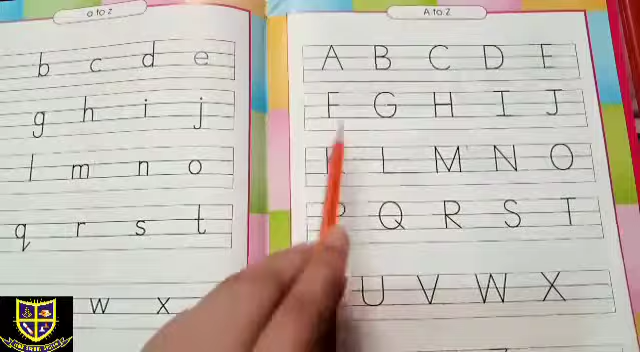 a to z
b c d e
g h i j
l m n o
q r s t
w x
A to Z
A B C D E
F G H I J
K L M N O
P Q R S T
U V W X